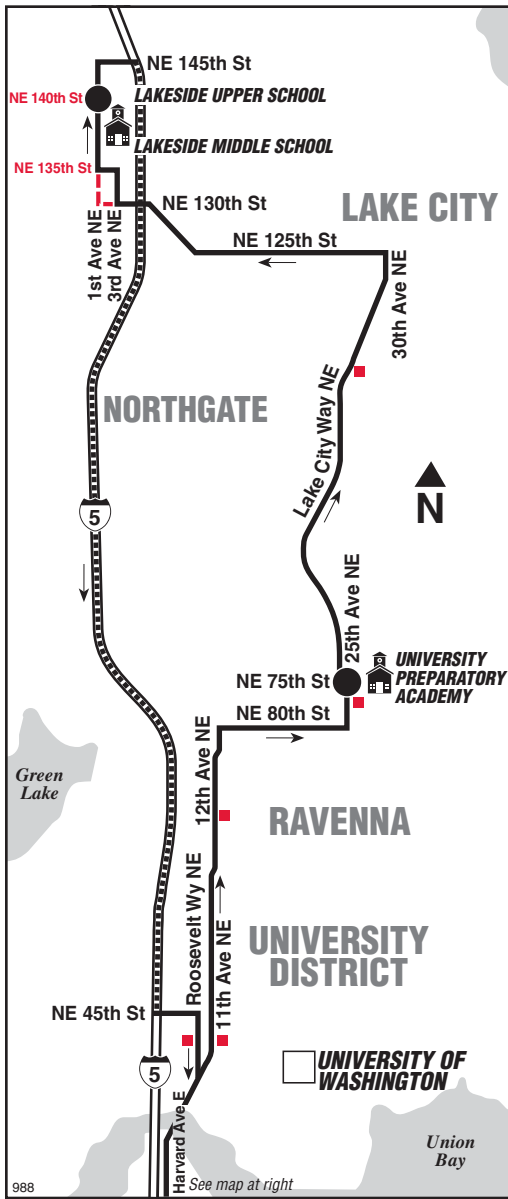 NE 145th St
NE 140th St
LAKESIDE UPPER SCHOOL
LAKESIDE MIDDLE SCHOOL
NE 135th St
NE 130th St
LAKE CITY
1st Ave NE
3rd Ave NE
NE 125th St
30th Ave NE
NORTHGATE
Lake City Way NE
N
5
25th Ave NE
UNIVERSITY
PREPARATORY
ACADEMY
NE 75th St
NE 80th St
Green
Lake
12th Ave NE
RAVENNA
Roosevelt Wy NE
11th Ave NE
UNIVERSITY
DISTRICT
NE 45th St
5
UNIVERSITY OF
WASHINGTON
Harvard Ave E
Union
Bay
988
See map at right